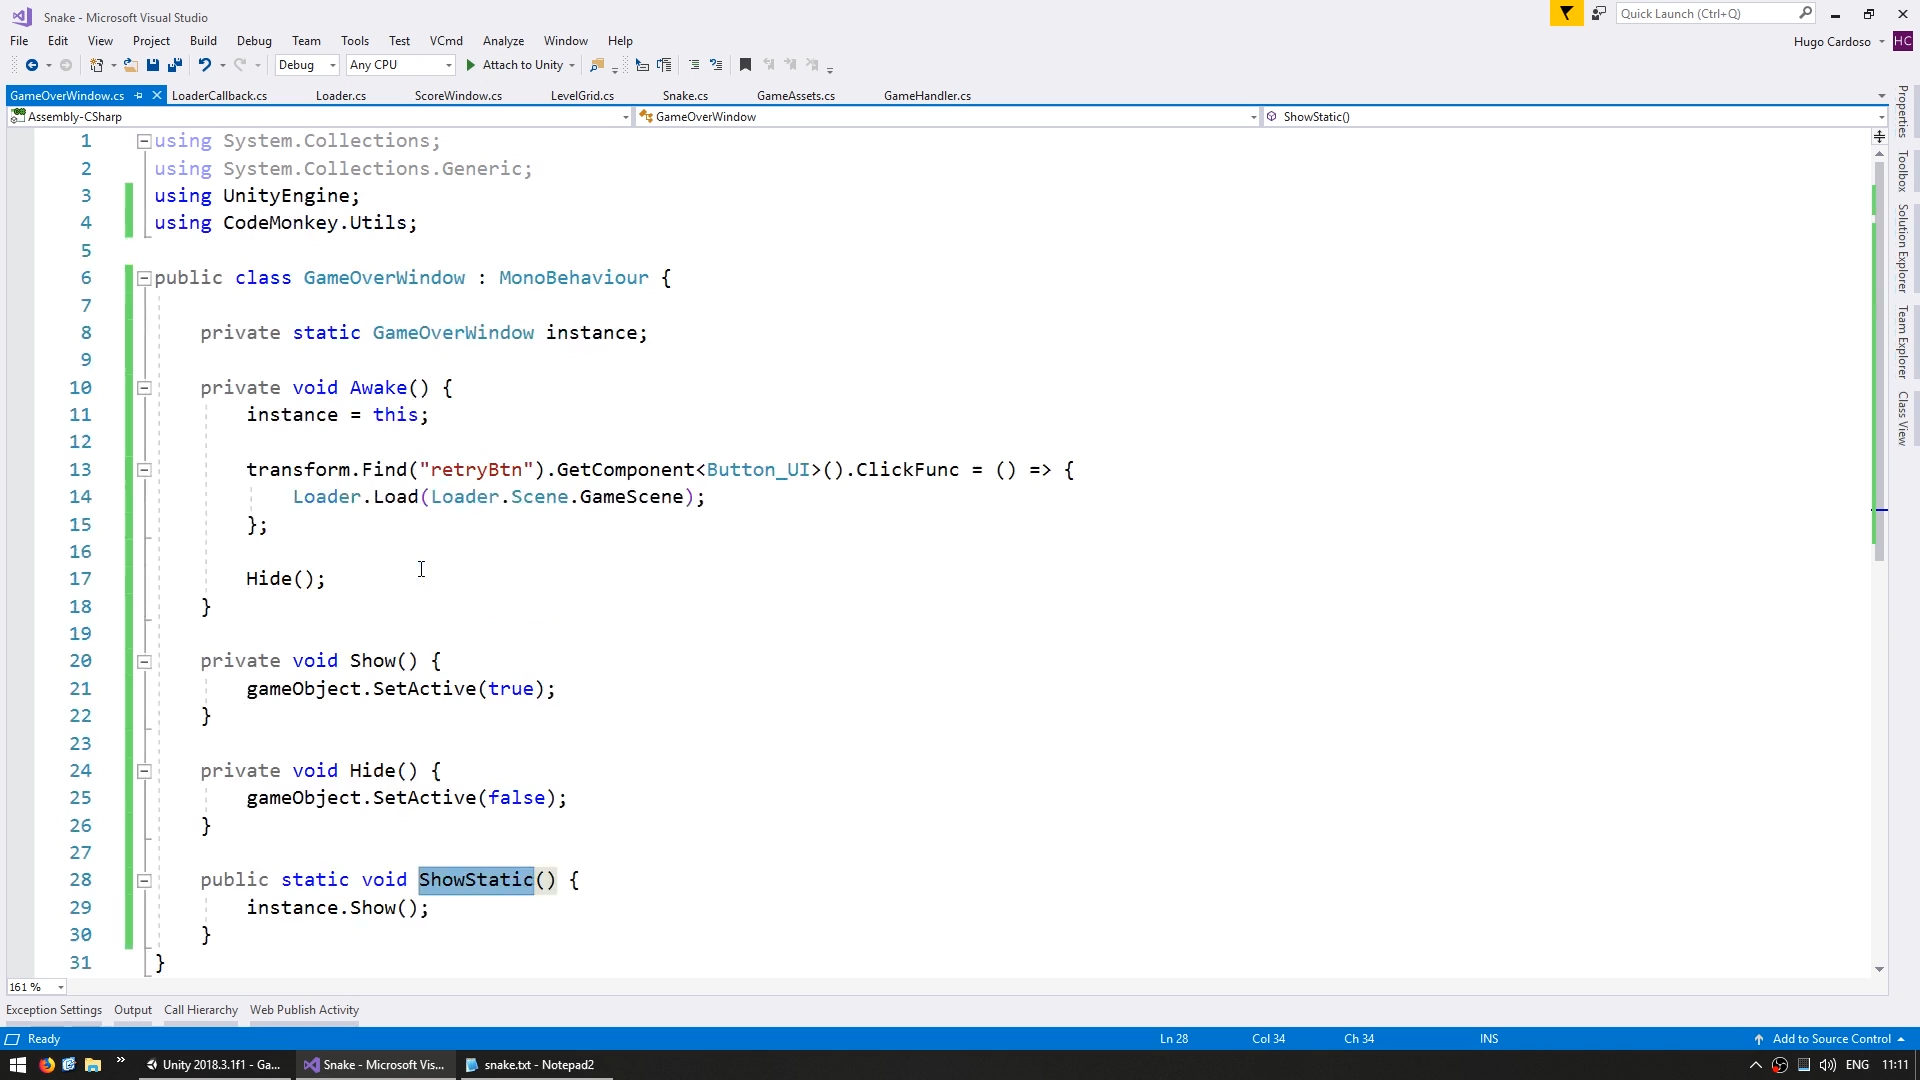 Snake - Microsoft Visual Studio
Quick Launch (Ctrl+Q)
File Edit View Project Build Debug Team Tools Test VCmd Analyze Window Help
Hugo Cardoso HC
Debug Any CPU Attach to Unity
GameOverWindow.cs LoaderCallback.cs Loader.cs ScoreWindow.cs LevelGrid.cs Snake.cs GameAssets.cs GameHandler.cs
Assembly-CSharp GameOverWindow ShowStatic()
1 using System.Collections;
2 using System.Collections.Generic;
3 using UnityEngine;
4 using CodeMonkey.Utils;
5
6 public class GameOverWindow : MonoBehaviour {
7
8 private static GameOverWindow instance;
9
10 private void Awake() {
11 instance = this;
12
13 transform.Find("retryBtn").GetComponent<Button_UI>().ClickFunc = () => {
14 Loader.Load(Loader.Scene.GameScene);
15 };
16
17 Hide();
18 }
19
20 private void Show() {
21 gameObject.SetActive(true);
22 }
23
24 private void Hide() {
25 gameObject.SetActive(false);
26 }
27
28 public static void ShowStatic() {
29 instance.Show();
30 }
31 }
Properties
Toolbox
Solution Explorer
Team Explorer
Class View
161 %
Exception Settings Output Call Hierarchy Web Publish Activity
Ready Ln 28 Col 34 Ch 34 INS Add to Source Control
Unity 2018.3.1f1 - Ga... Snake - Microsoft Vis... snake.txt - Notepad2 ENG 11:11